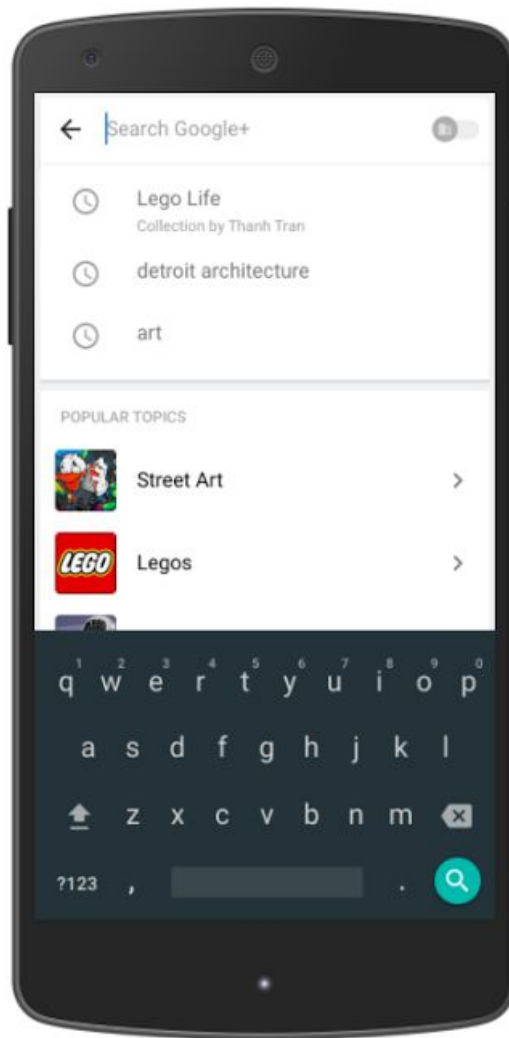 Search Google+
Lego Life
Collection by Thanh Tran
detroit architecture
art
POPULAR TOPICS
Street Art
LEGO
Legos
1 2 3 4 5 6 7 8 9 0
q w e r t y u i o p
a s d f g h j k l
z x c v b n m
?123 , .